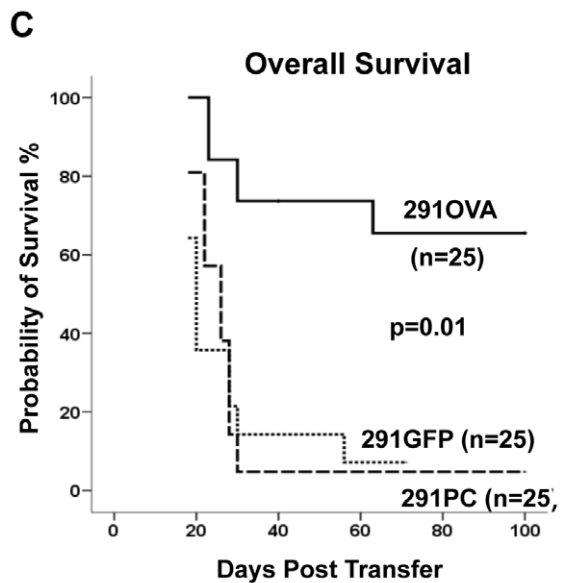 C
Overall Survival
Probability of Survival %
100
80
60
40
20
0
291OVA
(n=25)
p=0.01
291GFP (n=25)
291PC (n=25,
0 20 40 60 80 100
Days Post Transfer